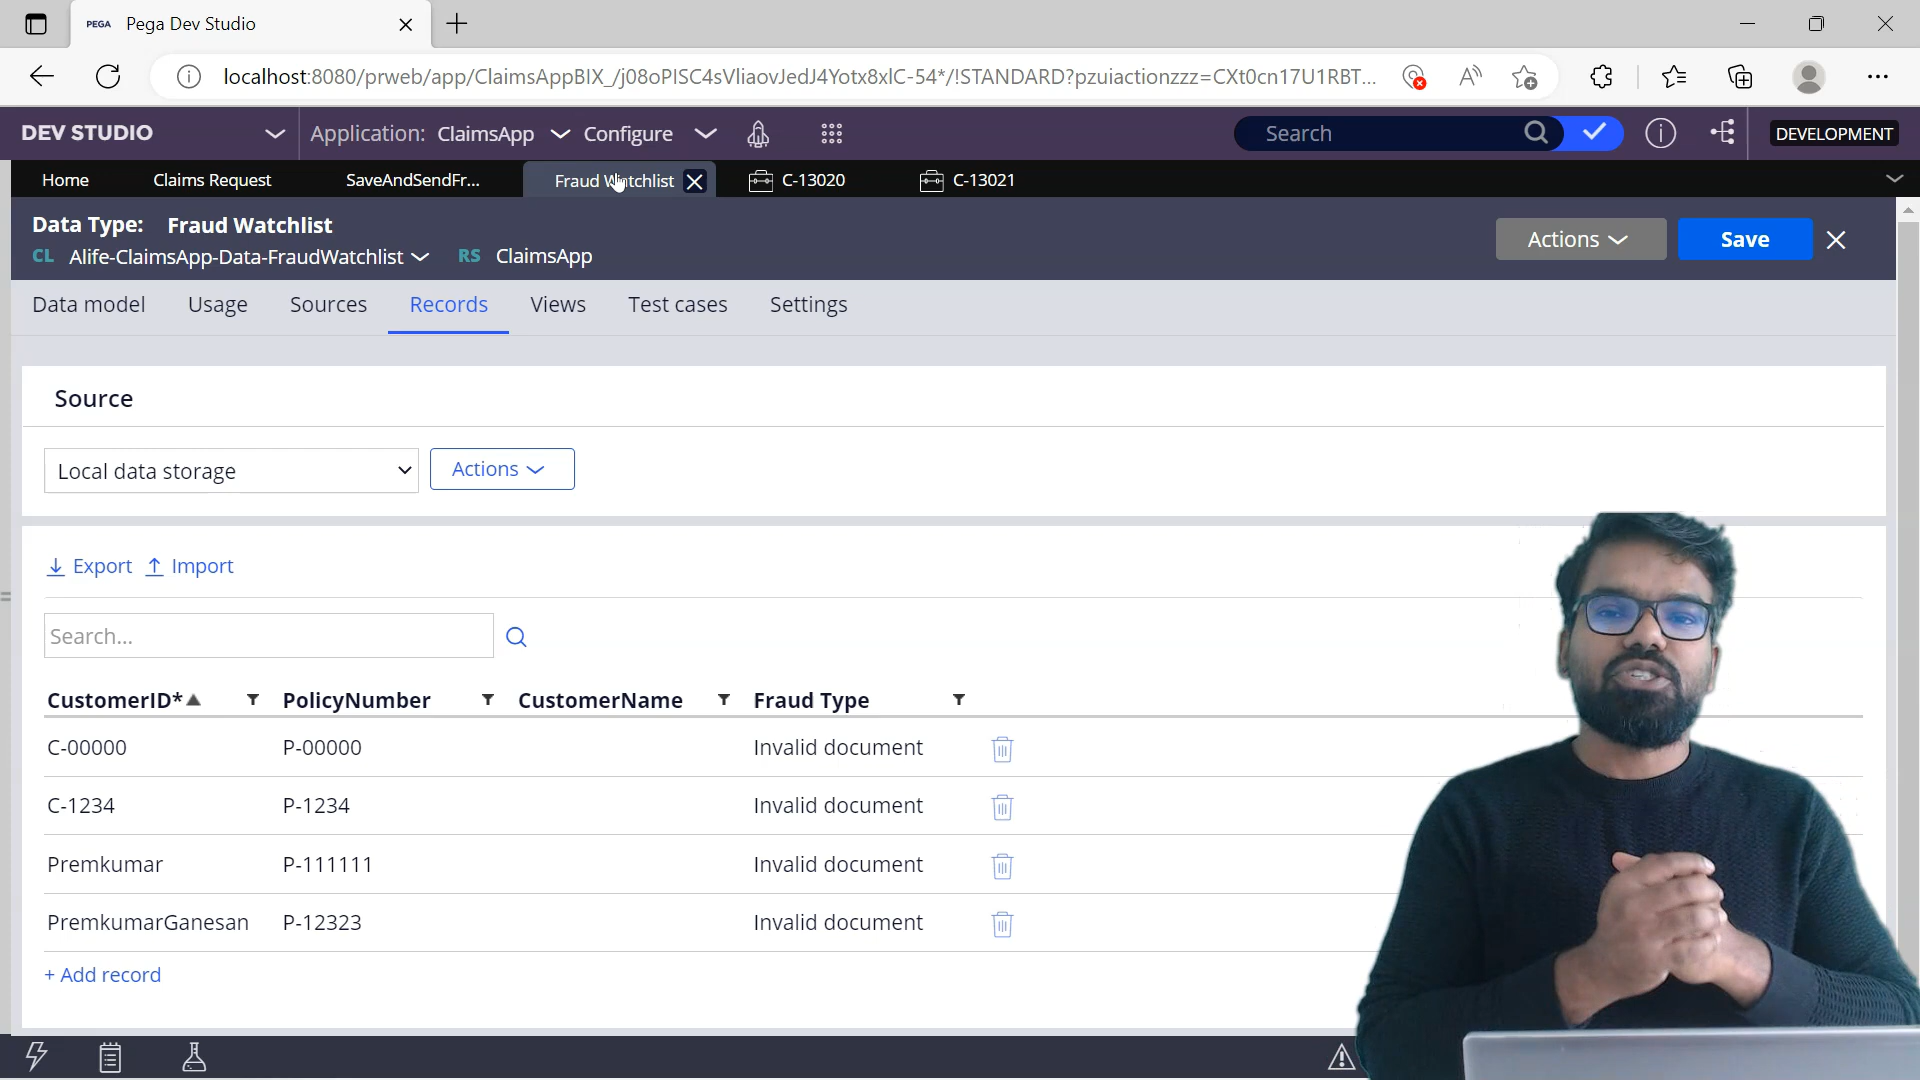 PEGA Pega Dev Studio
localhost:8080/prweb/app/ClaimsAppBIX_/j08oPISC4sVliaovJedJ4Yotx8xlC-54*/!STANDARD?pzuiactionzzz=CXt0cn17U1RBT...
DEV STUDIO Application: ClaimsApp Configure Search DEVELOPMENT
Home Claims Request SaveAndSendFr... Fraud Watchlist C-13020 C-13021
Data Type: Fraud Watchlist
CL Alife-ClaimsApp-Data-FraudWatchlist RS ClaimsApp
Actions Save
Data model Usage Sources Records Views Test cases Settings
Source
Local data storage Actions
Export Import
Search...
CustomerID* PolicyNumber CustomerName Fraud Type
C-00000 P-00000 Invalid document
C-1234 P-1234 Invalid document
Premkumar P-111111 Invalid document
PremkumarGanesan P-12323 Invalid document
+ Add record